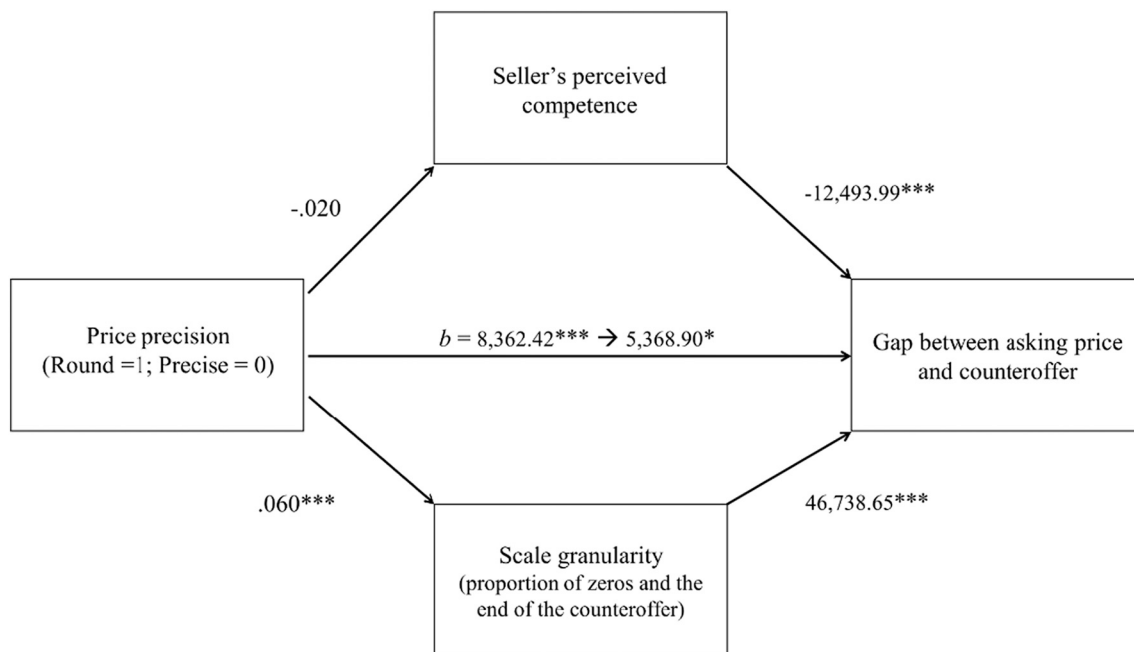 Seller's perceived
competence
-.020
-12,493.99***
Price precision
(Round =1; Precise = 0)
b = 8,362.42*** → 5,368.90*
Gap between asking price
and counteroffer
.060***
46,738.65***
Scale granularity
(proportion of zeros and the
end of the counteroffer)